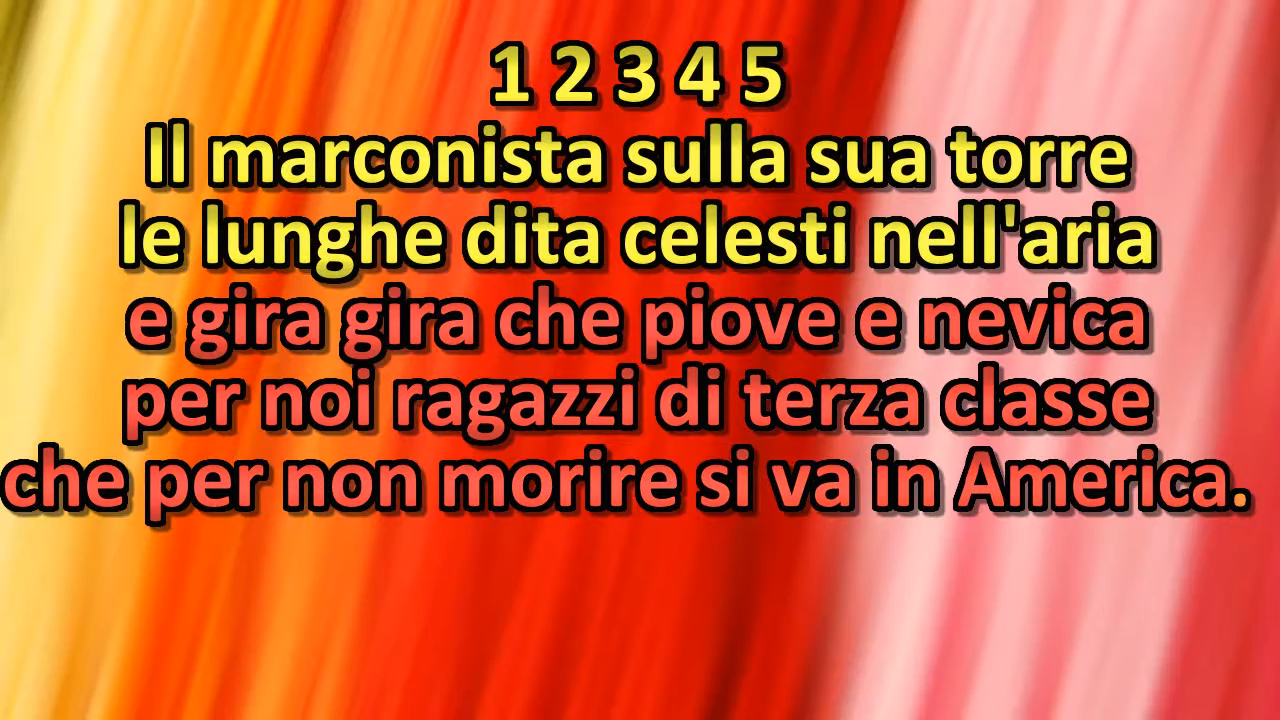 1 2 3 4 5
Il marconista sulla sua torre
le lunghe dita celesti nell'aria
e gira gira che piove e nevica
per noi ragazzi di terza classe
che per non morire si va in America.